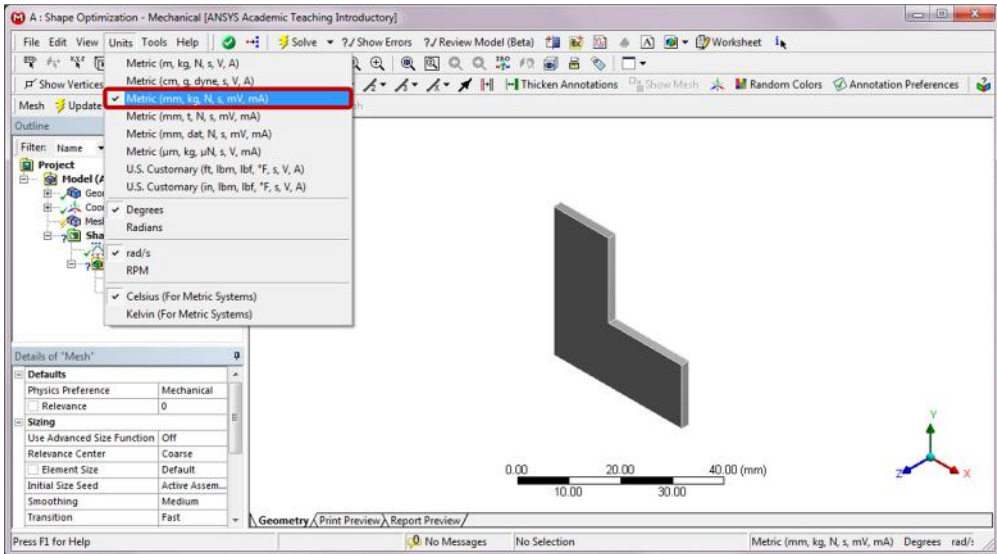 A : Shape Optimization - Mechanical [ANSYS Academic Teaching Introductory]
File Edit View Units Tools Help Solve ?/ Show Errors ?/ Review Model (Beta) A Worksheet
Show Vertices Thicken Annotations Show Mesh Random Colors Annotation Preferences
Mesh Update
Metric (m, kg, N, s, V, A)
Metric (cm, g, dyne, s, V, A)
Metric (mm, kg, N, s, mV, mA)
Metric (mm, t, N, s, mV, mA)
Metric (mm, dat, N, s, mV, mA)
Metric (µm, kg, µN, s, V, mA)
U.S. Customary (ft, lbm, lbf, °F, s, V, A)
U.S. Customary (in, lbm, lbf, °F, s, V, A)
Degrees
Radians
rad/s
RPM
Celsius (For Metric Systems)
Kelvin (For Metric Systems)
Outline
Filter: Name
Project
Model (A
Geo
Coo
Mes
Sha
Details of "Mesh"
Defaults
Physics Preference Mechanical
Relevance 0
Sizing
Use Advanced Size Function Off
Relevance Center Coarse
Element Size Default
Initial Size Seed Active Assem...
Smoothing Medium
Transition Fast
0.00 20.00 40.00 (mm)
10.00 30.00
Y
Z X
Geometry Print Preview Report Preview
Press F1 for Help No Messages No Selection Metric (mm, kg, N, s, mV, mA) Degrees rad/s